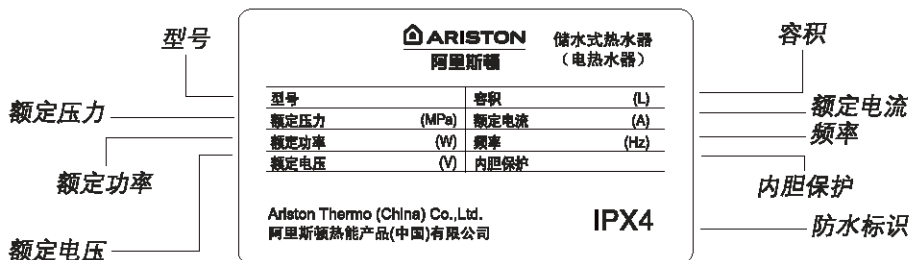 型号
额定压力
额定功率
额定电压
ARISTON
阿里斯顿
储水式热水器
（电热水器）
型号
容积 (L)
额定压力 (MPa)
额定电流 (A)
额定功率 (W)
频率 (Hz)
额定电压 (V)
内胆保护
Ariston Thermo (China) Co.,Ltd.
阿里斯顿热能产品(中国)有限公司
IPX4
容积
额定电流
频率
内胆保护
防水标识